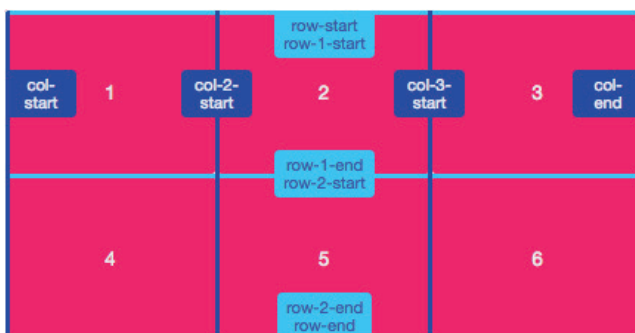 row-start
row-1-start
col-
start
1
col-2-
start
2
col-3-
start
3
col-
end
row-1-end
row-2-start
4
5
6
row-2-end
row-end